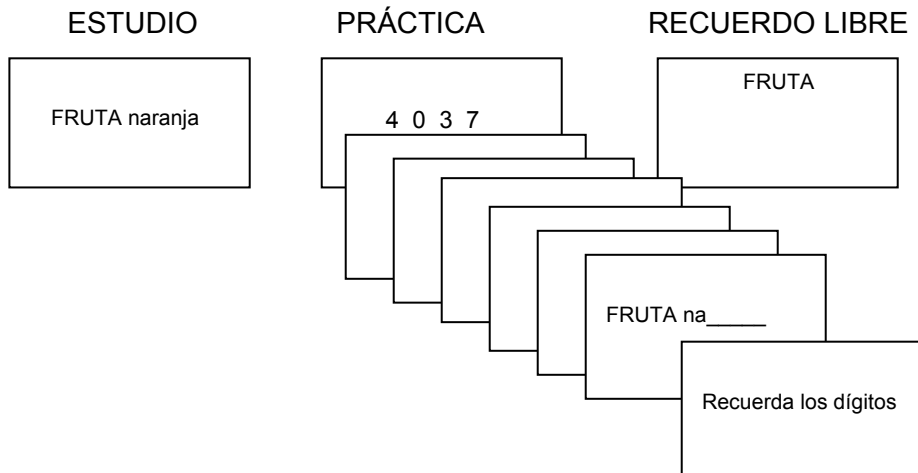 ESTUDIO
PRÁCTICA
RECUERDO LIBRE
FRUTA naranja
4 0 3 7
FRUTA
FRUTA na_____
Recuerda los dígitos